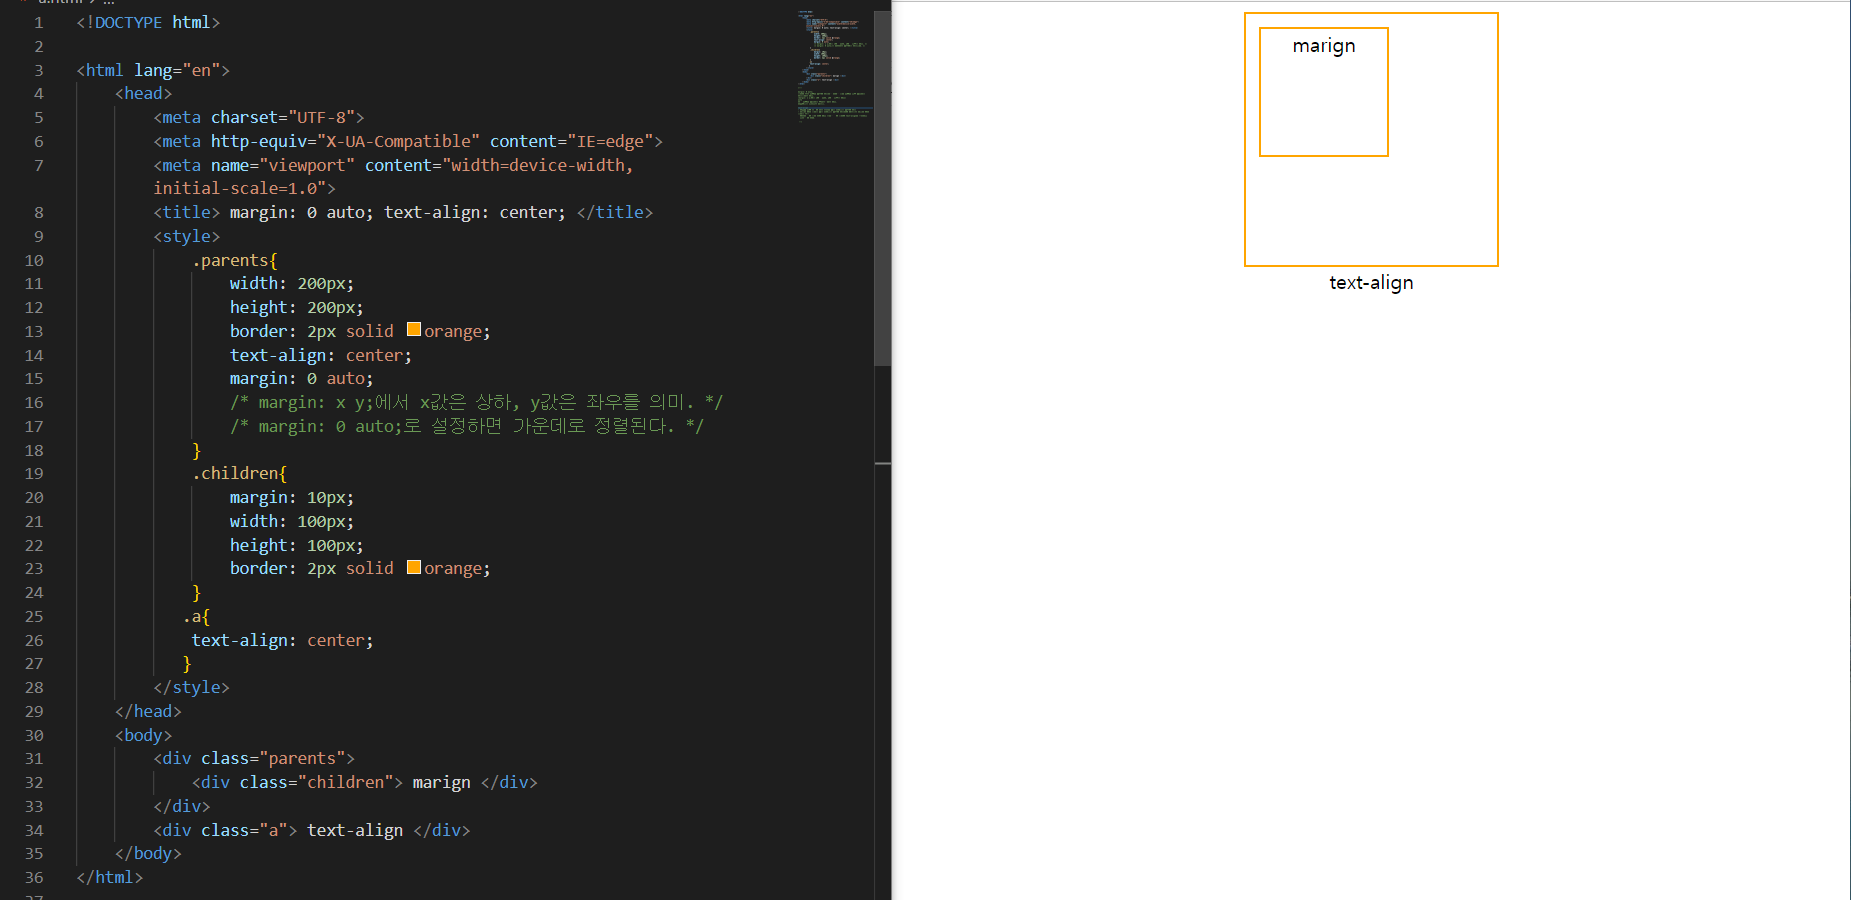 1 <!DOCTYPE html>
2
3 <html lang="en">
4 <head>
5 <meta charset="UTF-8">
6 <meta http-equiv="X-UA-Compatible" content="IE=edge">
7 <meta name="viewport" content="width=device-width,
initial-scale=1.0">
8 <title> margin: 0 auto; text-align: center; </title>
9 <style>
10 .parents{
11 width: 200px;
12 height: 200px;
13 border: 2px solid orange;
14 text-align: center;
15 margin: 0 auto;
16 /* margin: x y;에서 x값은 상하, y값은 좌우를 의미. */
17 /* margin: 0 auto;로 설정하면 가운데로 정렬된다. */
18 }
19 .children{
20 margin: 10px;
21 width: 100px;
22 height: 100px;
23 border: 2px solid orange;
24 }
25 .a{
26 text-align: center;
27 }
28 </style>
29 </head>
30 <body>
31 <div class="parents">
32 <div class="children"> marign </div>
33 </div>
34 <div class="a"> text-align </div>
35 </body>
36 </html>
marign
text-align